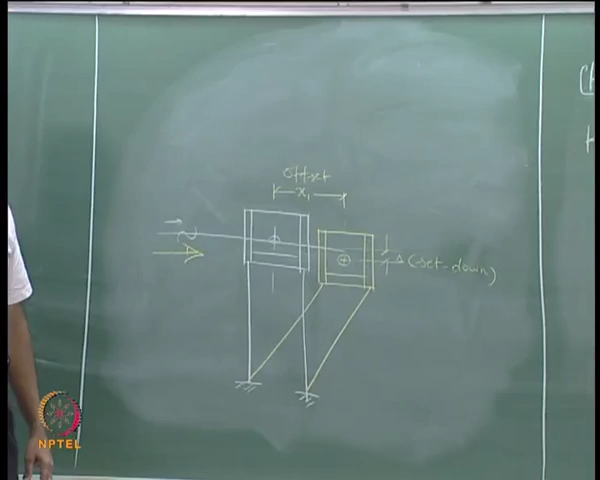 offset
x₁
Δ (set-down)
NPTEL